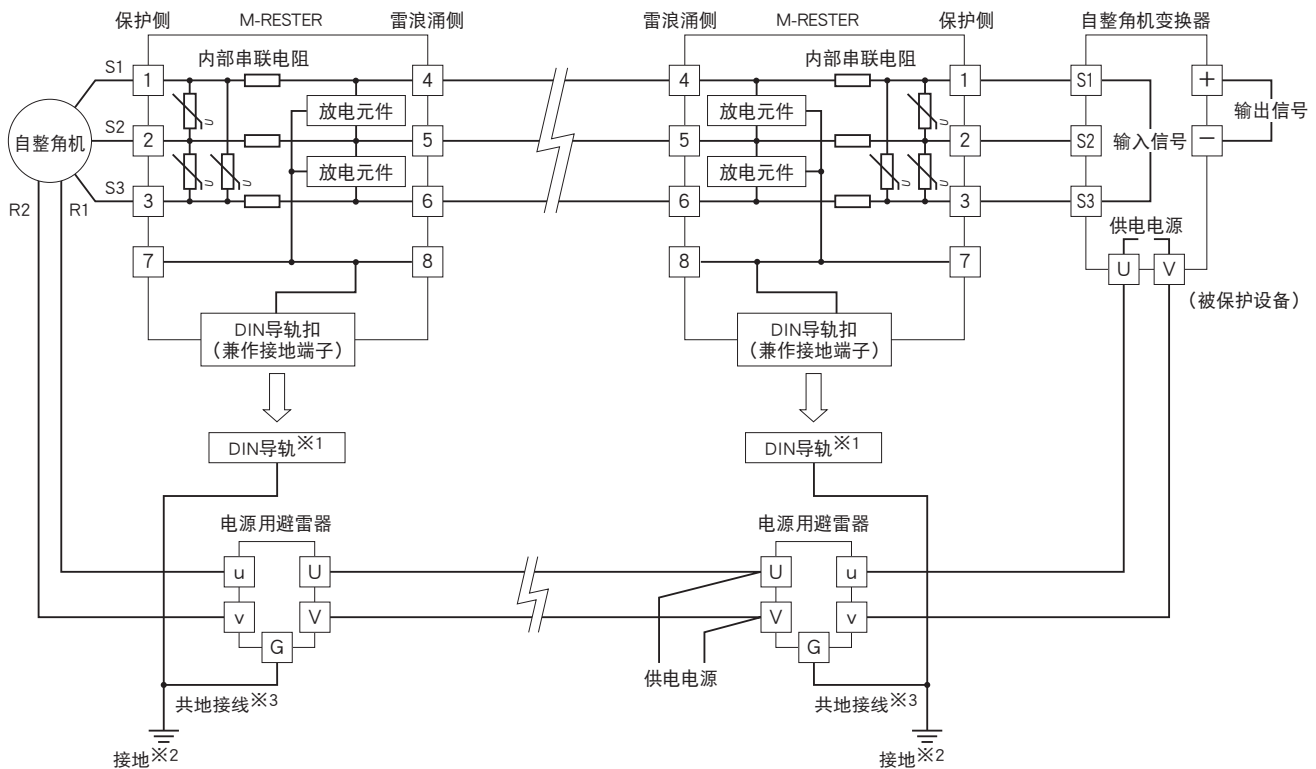 保护侧 M-RESTER 雷浪涌侧 雷浪涌侧 M-RESTER 保护侧 自整角机变换器
S1 1 内部串联电阻 4 4 内部串联电阻 1 S1 +
放电元件 放电元件 输出信号
自整角机 S2 2 U 5 5 U 2 S2 输入信号 −
放电元件 放电元件
U U U U
S3 3 6 6 3 S3
R2 R1 供电电源
7 8 8 7 U V
(被保护设备)
DIN导轨扣 DIN导轨扣
(兼作接地端子) (兼作接地端子)
DIN导轨※1 DIN导轨※1
电源用避雷器 电源用避雷器
u U U u
v V V v
G G
供电电源
共地接线※3 共地接线※3
接地※2 接地※2